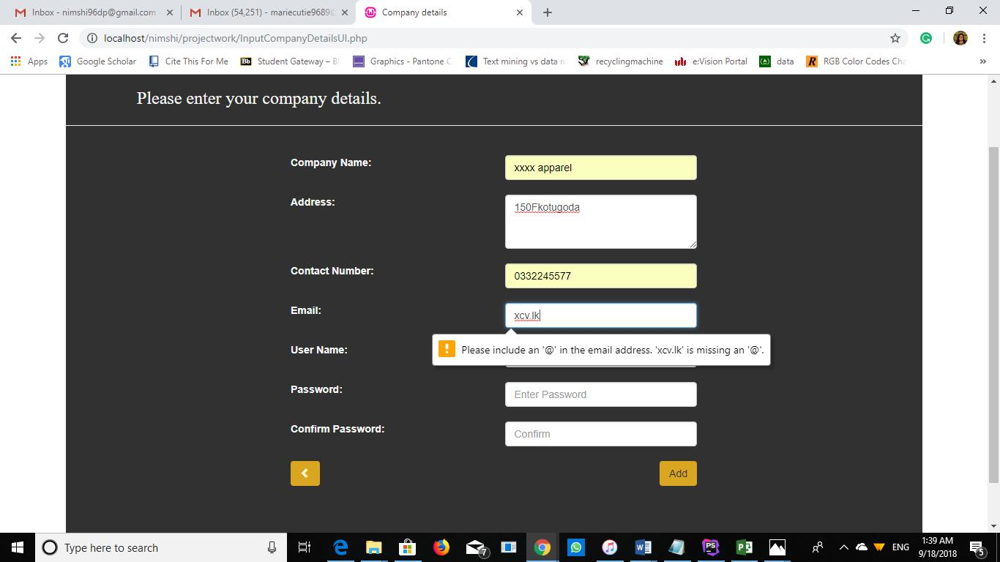 Inbox - nimshi96dp@gmail.com
Inbox (54,251) - mariecutie9689
Company details
localhost/nimshi/projectwork/InputCompanyDetailsUI.php
Apps
Google Scholar
Cite This For Me
Bb Student Gateway – Bl
Graphics - Pantone C
Text mining vs data n
recyclingmachine
e:Vision Portal
data
R RGB Color Codes Cha
Please enter your company details.
Company Name:
xxxx apparel
Address:
150Fkotugoda
Contact Number:
0332245577
Email:
xcv.lk
Please include an '@' in the email address. 'xcv.lk' is missing an '@'.
User Name:
Password:
Enter Password
Confirm Password:
Confirm
Add
Type here to search
7
PS
ENG
1:39 AM
9/18/2018
5